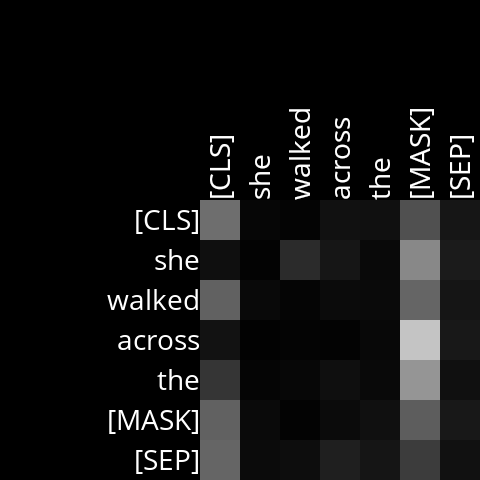 [CLS] she walked across the [MASK] [SEP]
[CLS]
she
walked
across
the
[MASK]
[SEP]